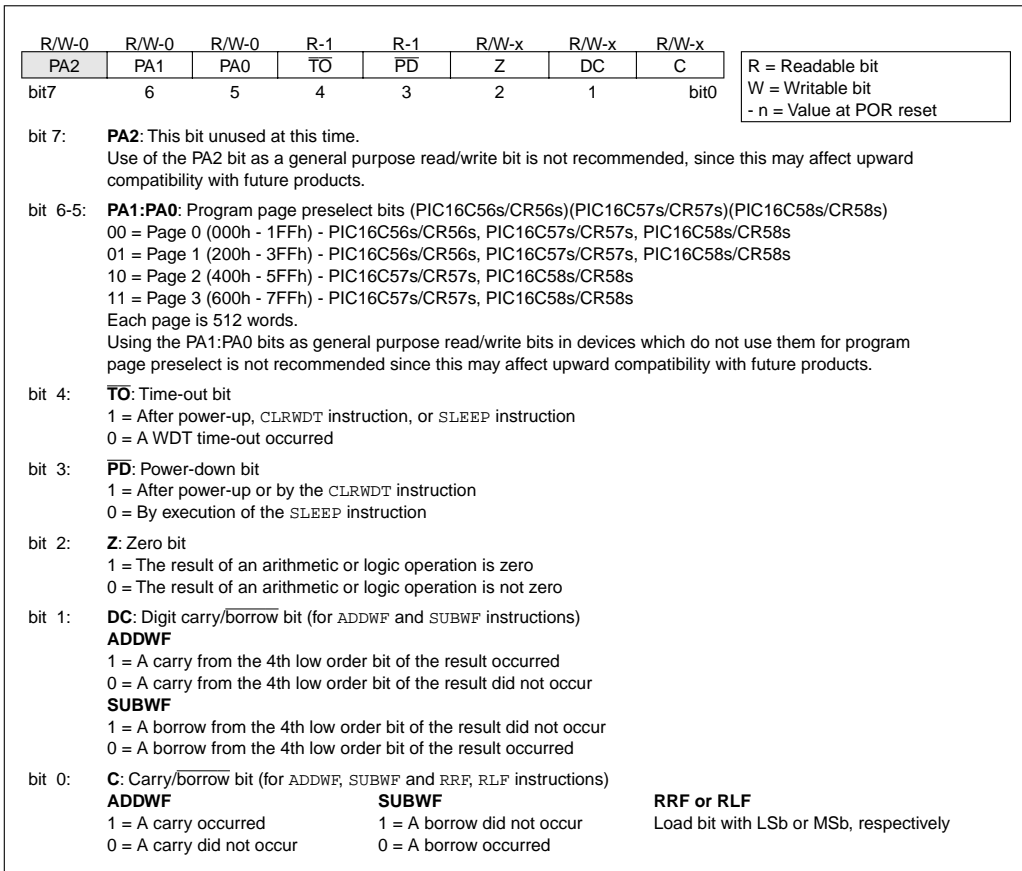 R/W-0 R/W-0 R/W-0 R-1 R-1 R/W-x R/W-x R/W-x
PA2 PA1 PA0 T̅O̅ P̅D̅ Z DC C
bit7 6 5 4 3 2 1 bit0
R = Readable bit
W = Writable bit
- n = Value at POR reset
bit 7: PA2: This bit unused at this time.
Use of the PA2 bit as a general purpose read/write bit is not recommended, since this may affect upward
compatibility with future products.
bit 6-5: PA1:PA0: Program page preselect bits (PIC16C56s/CR56s)(PIC16C57s/CR57s)(PIC16C58s/CR58s)
00 = Page 0 (000h - 1FFh) - PIC16C56s/CR56s, PIC16C57s/CR57s, PIC16C58s/CR58s
01 = Page 1 (200h - 3FFh) - PIC16C56s/CR56s, PIC16C57s/CR57s, PIC16C58s/CR58s
10 = Page 2 (400h - 5FFh) - PIC16C57s/CR57s, PIC16C58s/CR58s
11 = Page 3 (600h - 7FFh) - PIC16C57s/CR57s, PIC16C58s/CR58s
Each page is 512 words.
Using the PA1:PA0 bits as general purpose read/write bits in devices which do not use them for program
page preselect is not recommended since this may affect upward compatibility with future products.
bit 4: T̅O̅: Time-out bit
1 = After power-up, CLRWDT instruction, or SLEEP instruction
0 = A WDT time-out occurred
bit 3: P̅D̅: Power-down bit
1 = After power-up or by the CLRWDT instruction
0 = By execution of the SLEEP instruction
bit 2: Z: Zero bit
1 = The result of an arithmetic or logic operation is zero
0 = The result of an arithmetic or logic operation is not zero
bit 1: DC: Digit carry/b̅o̅r̅r̅o̅w̅ bit (for ADDWF and SUBWF instructions)
ADDWF
1 = A carry from the 4th low order bit of the result occurred
0 = A carry from the 4th low order bit of the result did not occur
SUBWF
1 = A borrow from the 4th low order bit of the result did not occur
0 = A borrow from the 4th low order bit of the result occurred
bit 0: C: Carry/b̅o̅r̅r̅o̅w̅ bit (for ADDWF, SUBWF and RRF, RLF instructions)
ADDWF SUBWF RRF or RLF
1 = A carry occurred 1 = A borrow did not occur Load bit with LSb or MSb, respectively
0 = A carry did not occur 0 = A borrow occurred